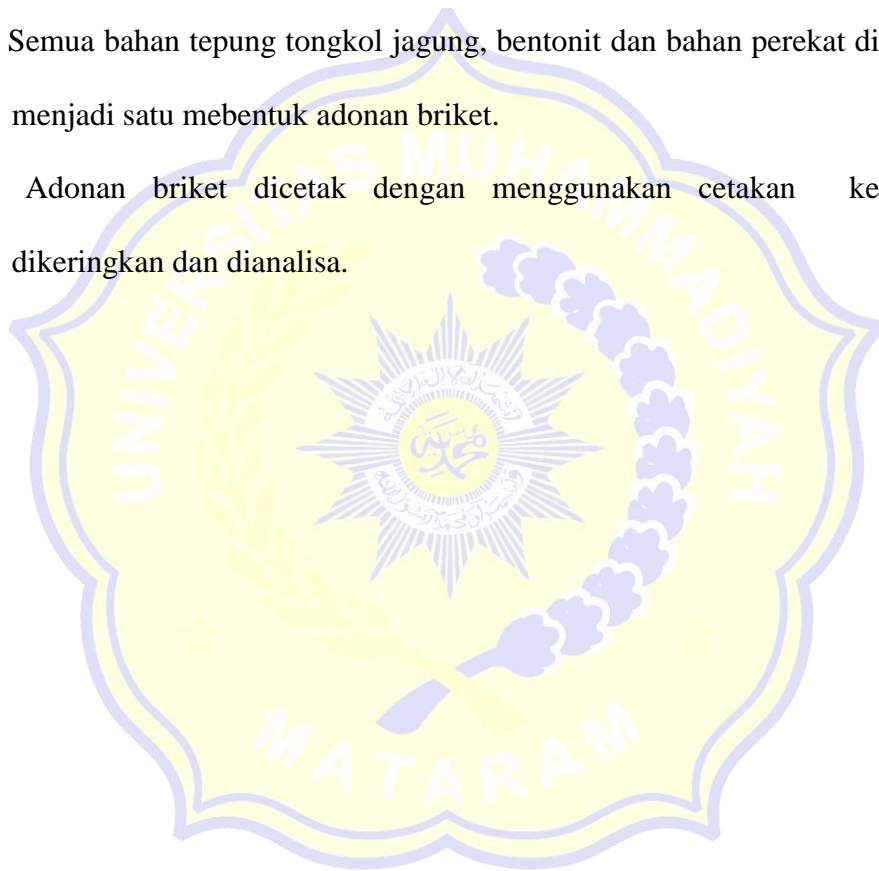 Semua bahan tepung tongkol jagung, bentonit dan bahan perekat di
menjadi satu mebentuk adonan briket.
Adonan briket dicetak dengan menggunakan cetakan ke
dikeringkan dan dianalisa.
UNIVERSITAS MUHAMMADIYAH
MATARAM